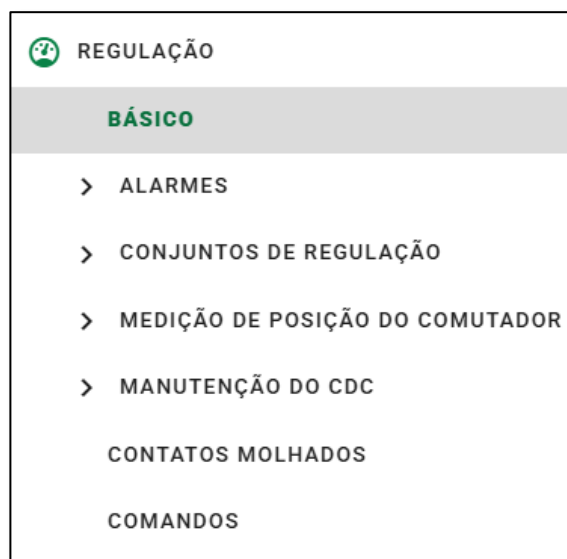 REGULAÇÃO
BÁSICO
ALARMES
CONJUNTOS DE REGULAÇÃO
MEDIÇÃO DE POSIÇÃO DO COMUTADOR
MANUTENÇÃO DO CDC
CONTATOS MOLHADOS
COMANDOS